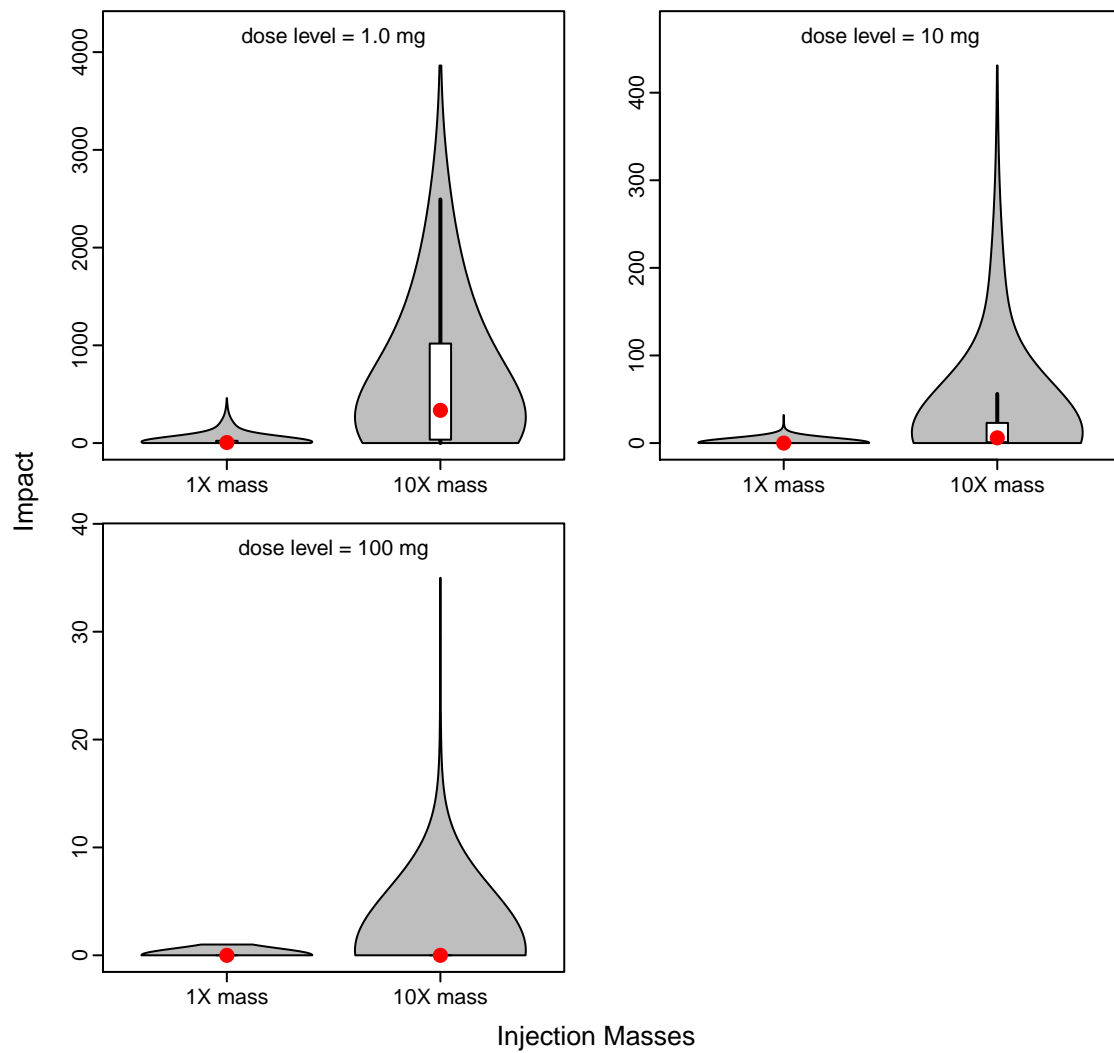 dose level = 1.0 mg
4000
3000
2000
1000
0
1X mass
10X mass
dose level = 10 mg
400
300
200
100
0
1X mass
10X mass
Impact
dose level = 100 mg
40
30
20
10
0
1X mass
10X mass
Injection Masses